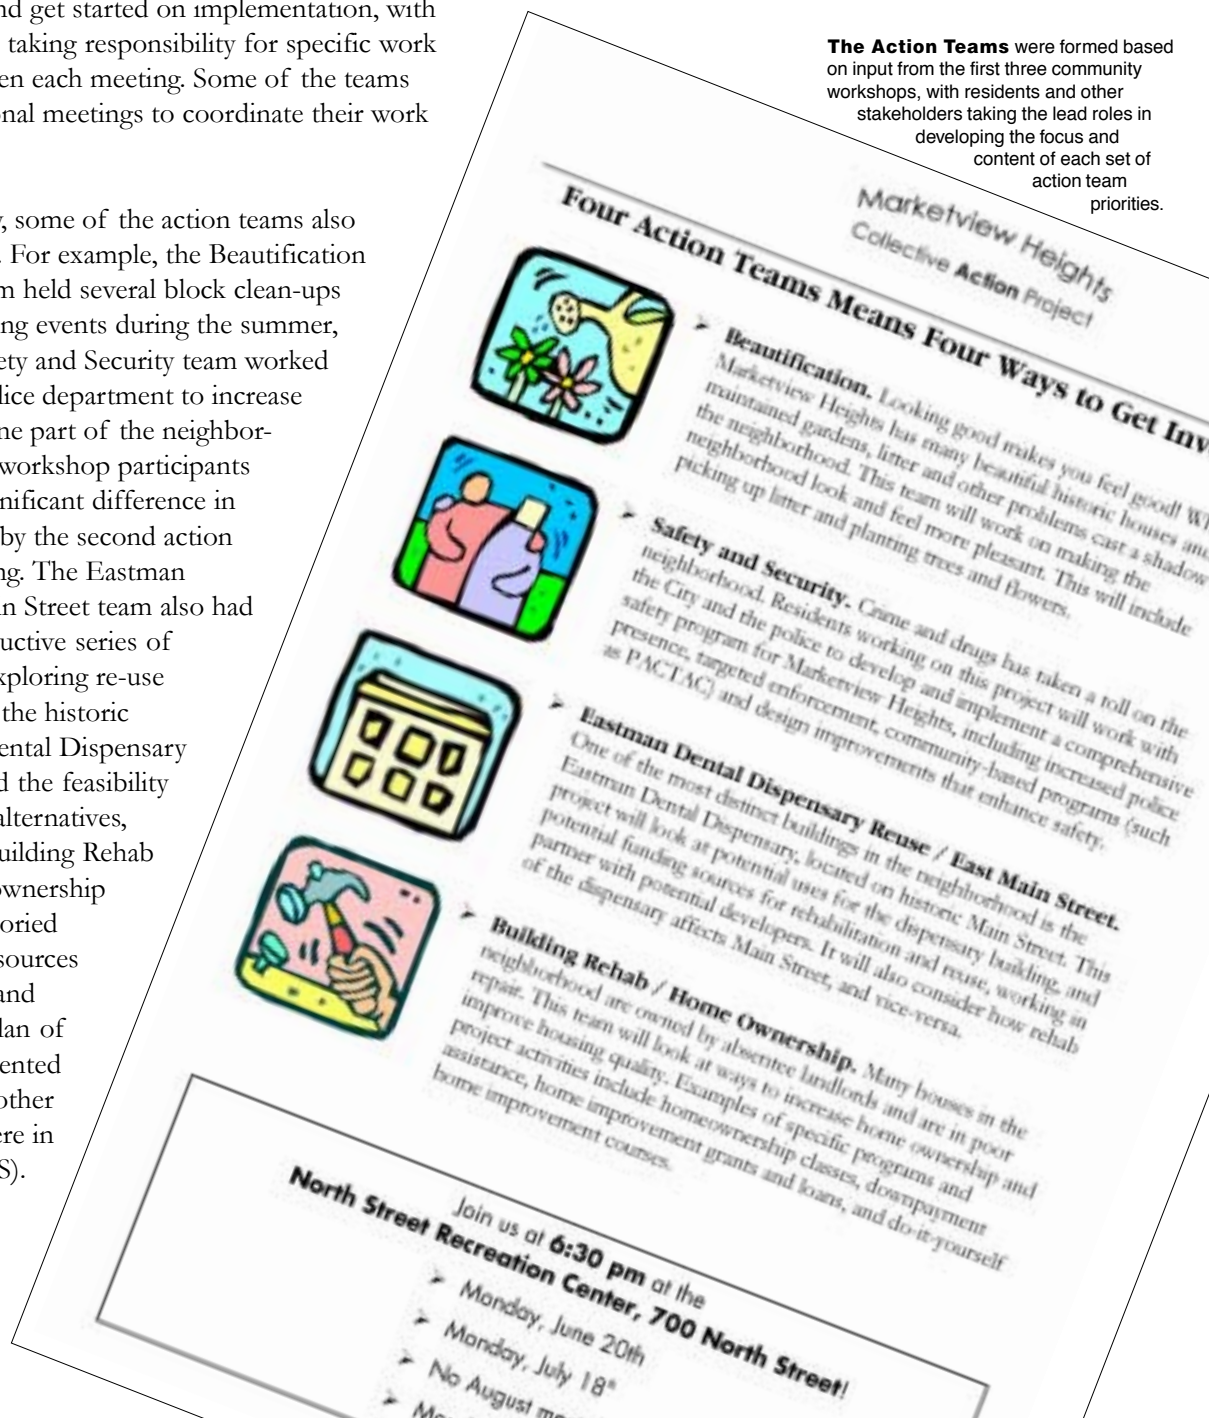 nd get started on implementation, with
taking responsibility for specific work
en each meeting. Some of the teams
onal meetings to coordinate their work
y, some of the action teams also
. For example, the Beautification
m held several block clean-ups
ing events during the summer,
ety and Security team worked
lice department to increase
ne part of the neighbor-
workshop participants
nificant difference in
by the second action
ng. The Eastman
in Street team also had
uctive series of
xploring re-use
the historic
ental Dispensary
d the feasibility
alternatives,
uilding Rehab
ownership
oried
sources
and
lan of
ented
other
ere in
S).
The Action Teams were formed based
on input from the first three community
workshops, with residents and other
stakeholders taking the lead roles in
developing the focus and
content of each set of
action team
priorities.
Marketview Heights
Collective Action Project
Four Action Teams Means Four Ways to Get Inv
➢ Beautification. Looking good makes you feel good! Wh
Marketview Heights has many beautiful historic houses and
maintained gardens, litter and other problems cast a shadow
the neighborhood. This team will work on making the
neighborhood look and feel more pleasant. This will include
picking up litter and planting trees and flowers.
➢ Safety and Security. Crime and drugs has taken a toll on the
neighborhood. Residents working on this project will work with
the City and the police to develop and implement a comprehensive
safety program for Marketview Heights, including increased police
presence, targeted enforcement, community-based programs (such
as PACTAC) and design improvements that enhance safety.
➢ Eastman Dental Dispensary Reuse / East Main Street.
One of the most distinct buildings in the neighborhood is the
Eastman Dental Dispensary, located on historic Main Street. This
project will look at potential uses for the dispensary building, and
potential funding sources for rehabilitation and reuse, working in
partner with potential developers. It will also consider how rehab
of the dispensary affects Main Street, and vice-versa.
➢ Building Rehab / Home Ownership. Many houses in the
neighborhood are owned by absentee landlords and are in poor
repair. This team will look at ways to increase home ownership and
improve housing quality. Examples of specific programs and
project activities include homeownership classes, downpayment
assistance, home improvement grants and loans, and do-it-yourself
home improvement courses.
Join us at 6:30 pm at the
North Street Recreation Center, 700 North Street!
➢ Monday, June 20th
➢ Monday, July 18th
➢ No August me
➢ Mon